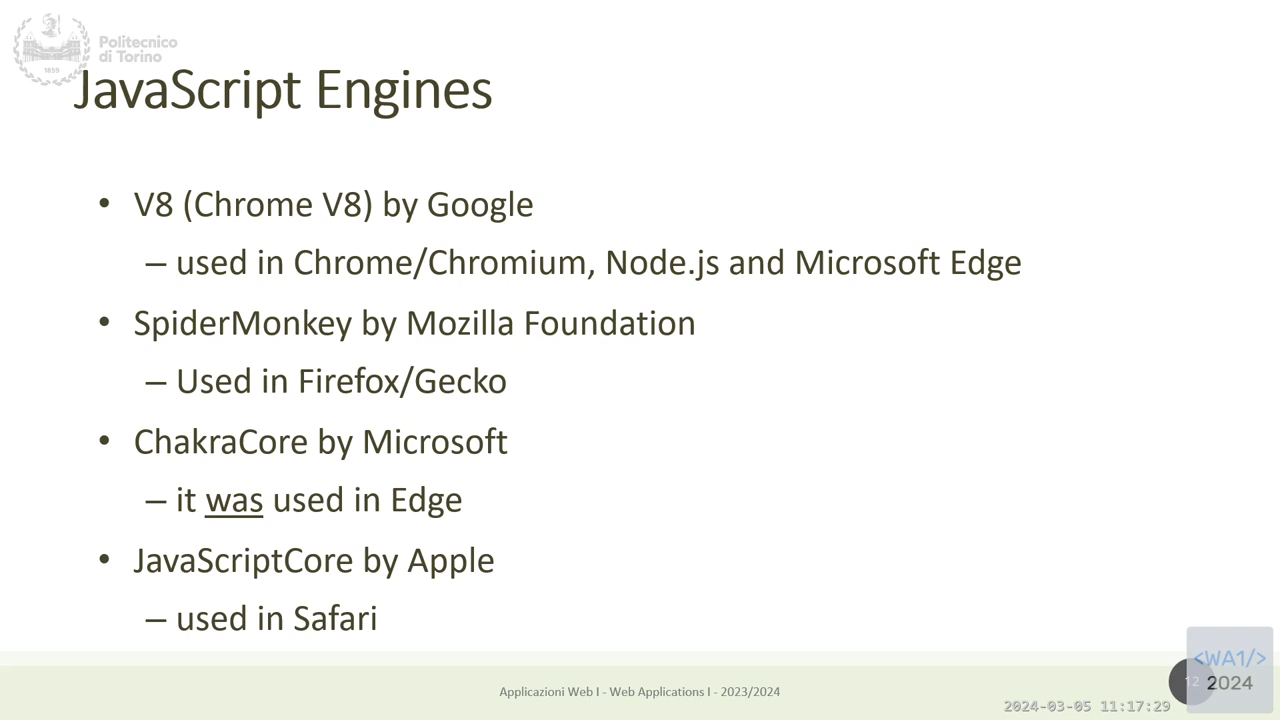 Politecnico
di Torino
1859
JavaScript Engines
• V8 (Chrome V8) by Google
– used in Chrome/Chromium, Node.js and Microsoft Edge
• SpiderMonkey by Mozilla Foundation
– Used in Firefox/Gecko
• ChakraCore by Microsoft
– it was used in Edge
• JavaScriptCore by Apple
– used in Safari
Applicazioni Web I - Web Applications I - 2023/2024
12
<WA1/>
2024
2024-03-05 11:17:29